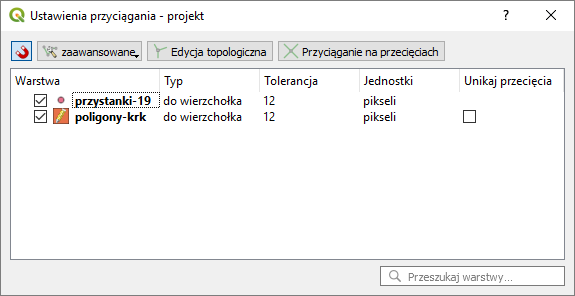 Ustawienia przyciągania - projekt
zaawansowane Edycja topologiczna Przyciąganie na przecięciach
Warstwa Typ Tolerancja Jednostki Unikaj przecięcia
przystanki-19 do wierzchołka 12 pikseli
poligony-krk do wierzchołka 12 pikseli
Przeszukaj warstwy...